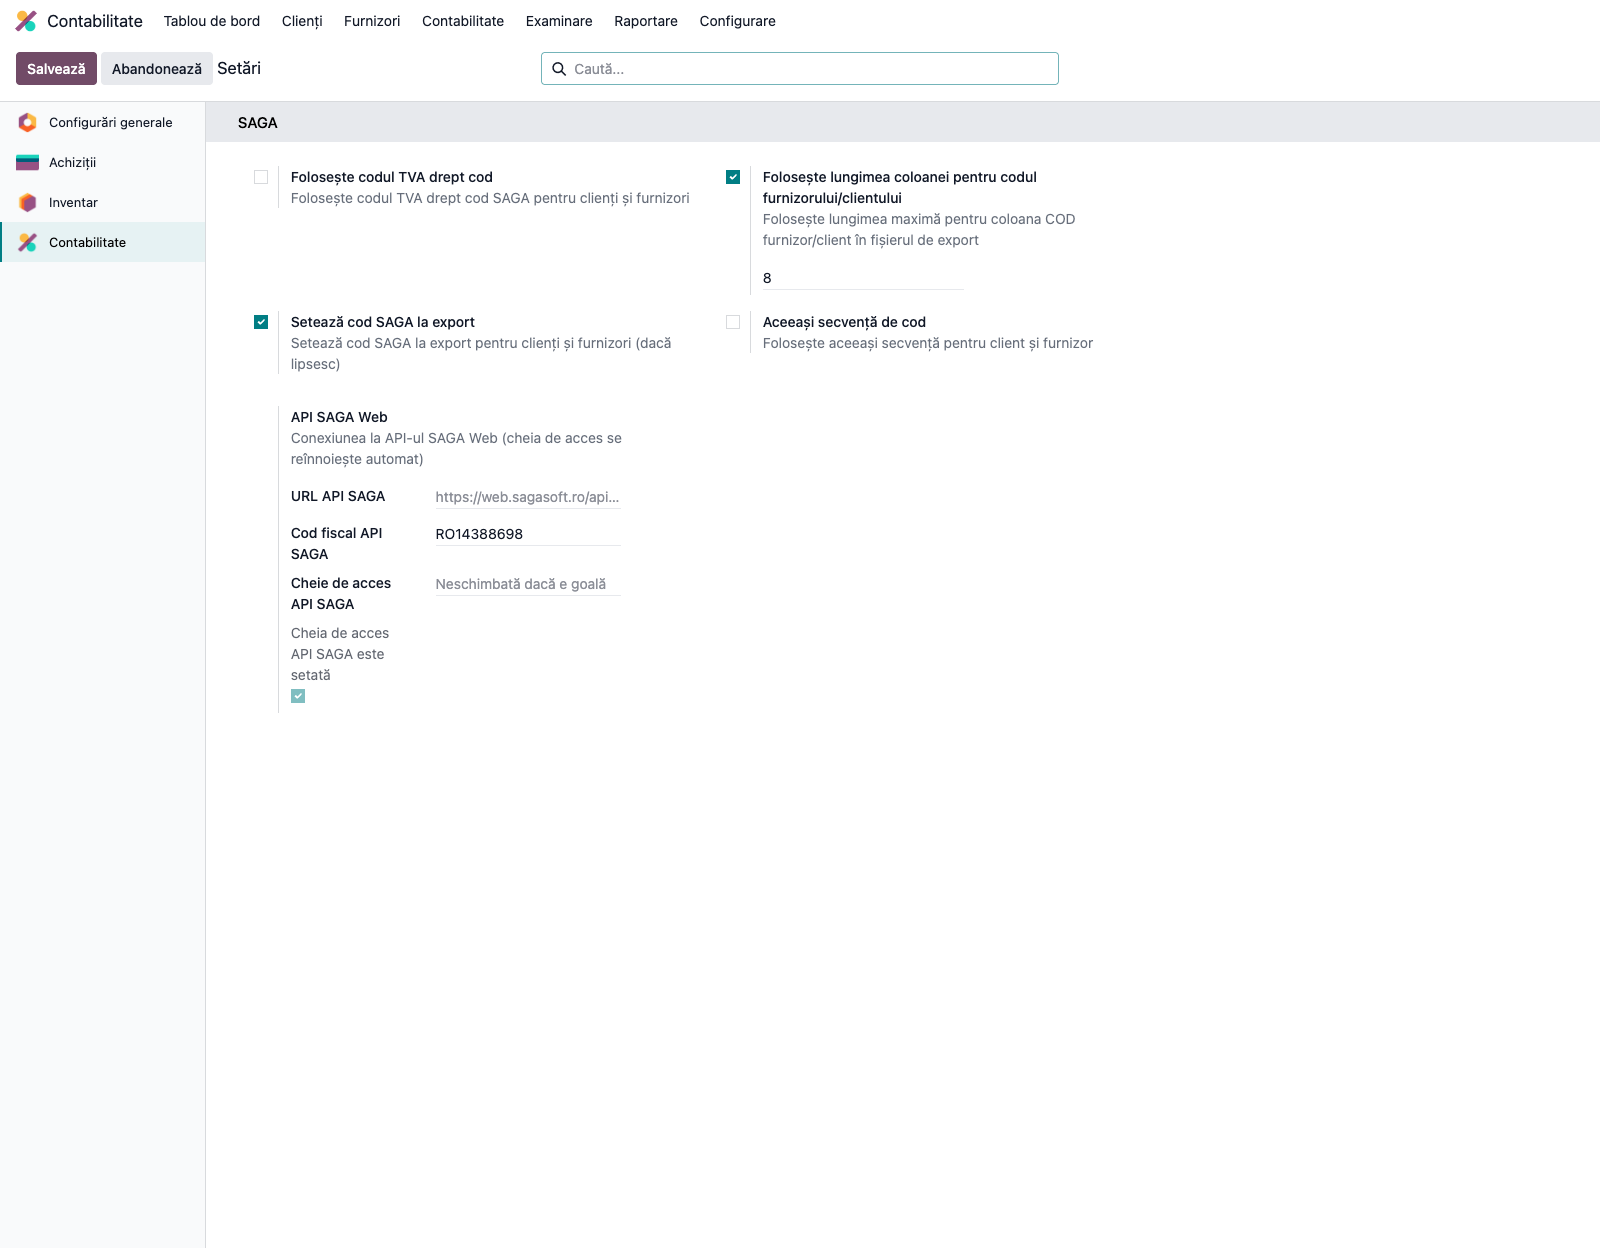 Contabilitate Tablou de bord Clienți Furnizori Contabilitate Examinare Raportare Configurare
Salvează Abandonează Setări Caută...
Configurări generale
Achiziții
Inventar
Contabilitate
SAGA
Folosește codul TVA drept cod
Folosește codul TVA drept cod SAGA pentru clienți și furnizori
Folosește lungimea coloanei pentru codul
furnizorului/clientului
Folosește lungimea maximă pentru coloana COD
furnizor/client în fișierul de export
8
Setează cod SAGA la export
Setează cod SAGA la export pentru clienți și furnizori (dacă
lipsesc)
Aceeași secvență de cod
Folosește aceeași secvență pentru client și furnizor
API SAGA Web
Conexiunea la API-ul SAGA Web (cheia de acces se
reînnoiește automat)
URL API SAGA https://web.sagasoft.ro/api...
Cod fiscal API
SAGA
RO14388698
Cheie de acces
API SAGA
Neschimbată dacă e goală
Cheia de acces
API SAGA este
setată